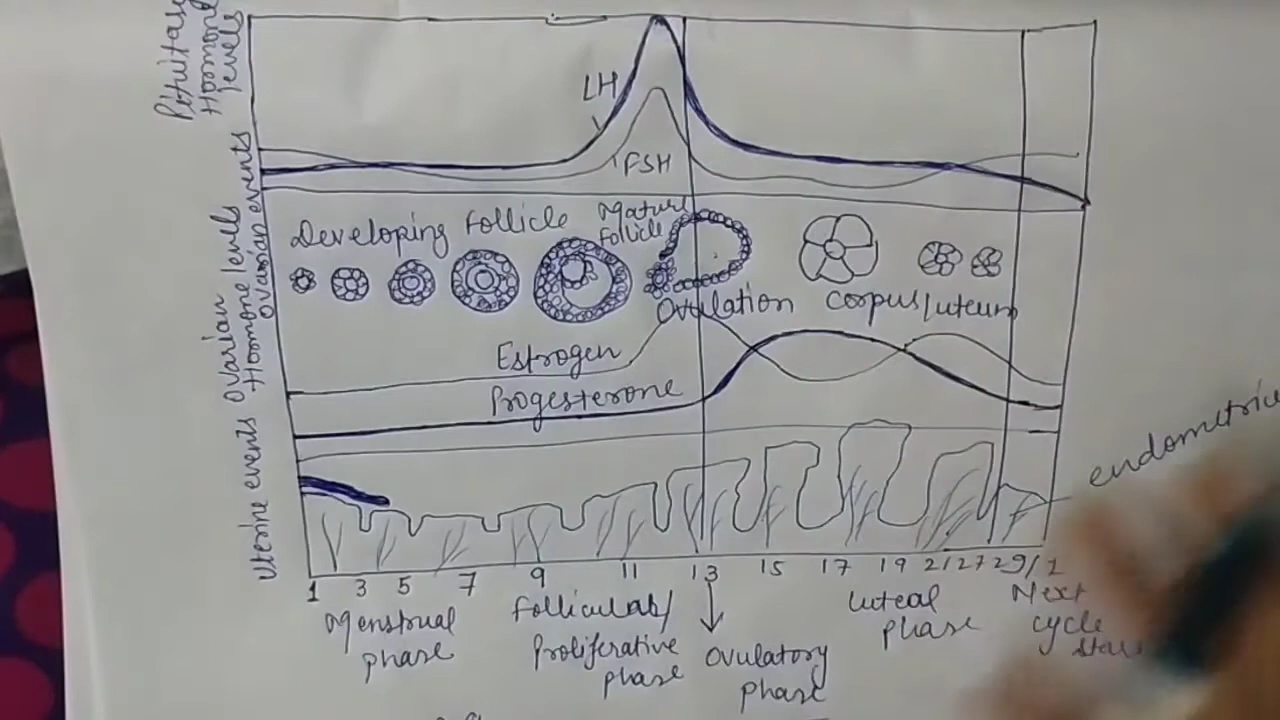 Pituitary
Hormone
levels
LH
FSH
Ovarian
Hormone levels
Ovarian events
Developing follicle
Mature
follicle
Ovulation
Corpus luteum
Estrogen
Progesterone
Uterine events
endometrium
1 3 5 7 9 11 13 15 17 19 21 27 29/1
Menstrual
phase
Follicular/
Proliferative
phase
Ovulatory
phase
luteal
phase
Next
cycle